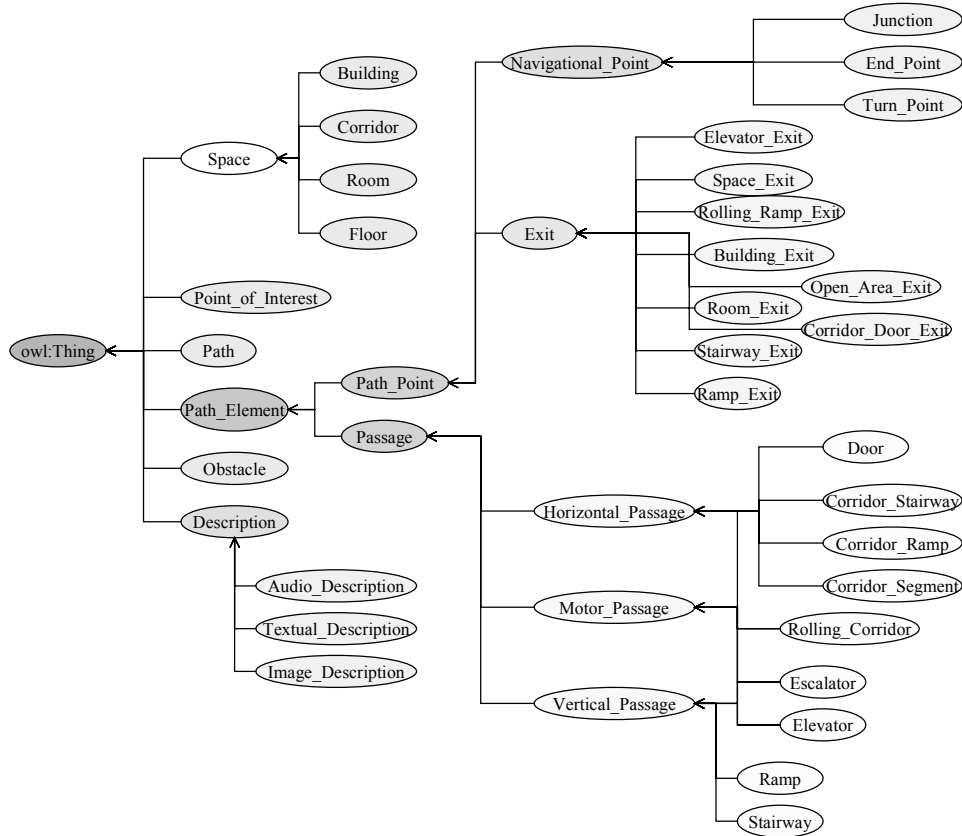 Junction
Navigational_Point
End_Point
Building
Turn_Point
Corridor
Elevator_Exit
Space
Room
Space_Exit
Rolling_Ramp_Exit
Floor
Exit
Building_Exit
Open_Area_Exit
Point_of_Interest
Room_Exit
Corridor_Door_Exit
owl:Thing
Path
Stairway_Exit
Path_Point
Ramp_Exit
Path_Element
Passage
Door
Obstacle
Corridor_Stairway
Description
Horizontal_Passage
Corridor_Ramp
Audio_Description
Corridor_Segment
Motor_Passage
Textual_Description
Rolling_Corridor
Image_Description
Escalator
Vertical_Passage
Elevator
Ramp
Stairway